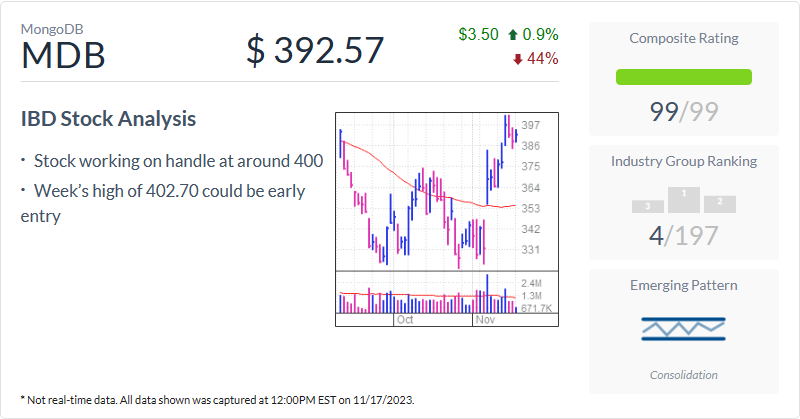 MongoDB
MDB
$ 392.57
$3.50 0.9%
44%
IBD Stock Analysis
• Stock working on handle at around 400
• Week's high of 402.70 could be early
entry
397
386
375
364
353
342
331
2.4M
1.3M
671.7K
Oct
Nov
Composite Rating
99/99
Industry Group Ranking
3
1
2
4/197
Emerging Pattern
Consolidation
* Not real-time data. All data shown was captured at 12:00PM EST on 11/17/2023.